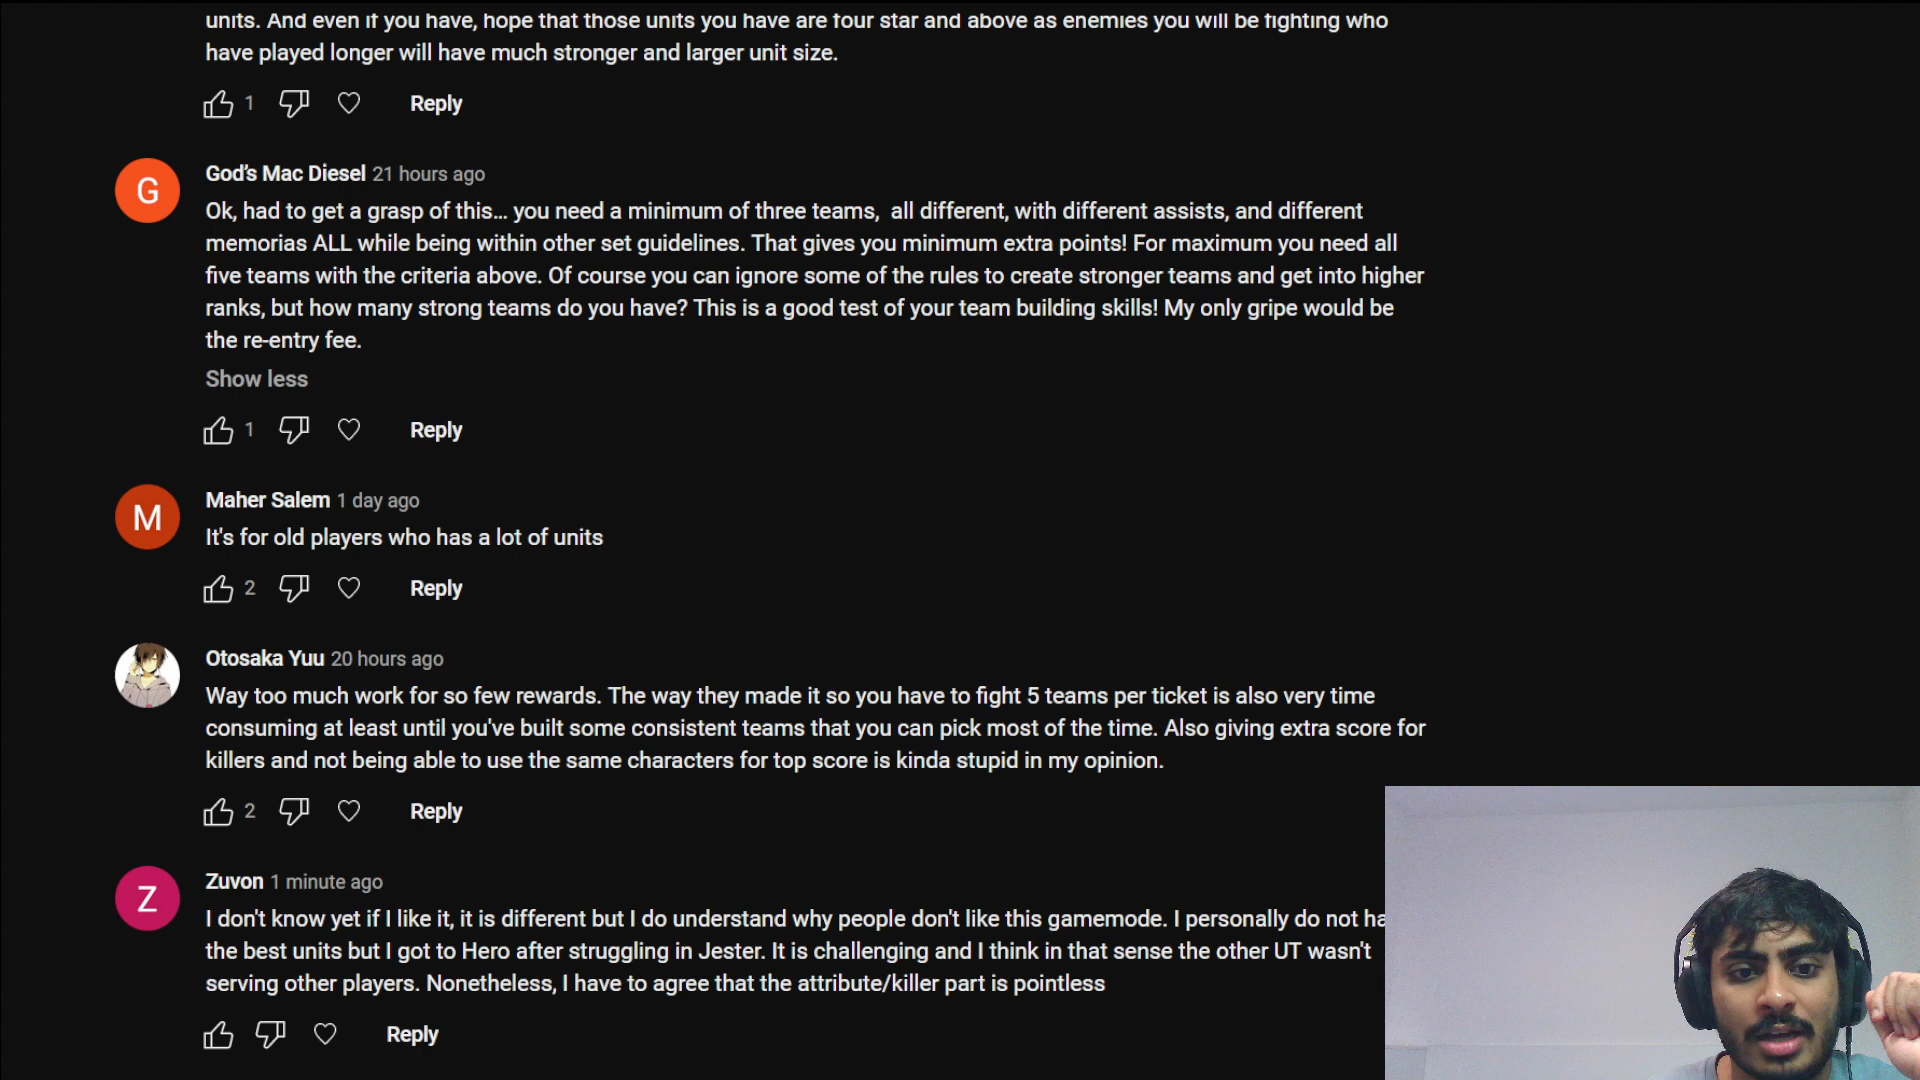 units. And even if you have, hope that those units you have are four star and above as enemies you will be fighting who
have played longer will have much stronger and larger unit size.
1 Reply
G
God's Mac Diesel 21 hours ago
Ok, had to get a grasp of this... you need a minimum of three teams,  all different, with different assists, and different
memorias ALL while being within other set guidelines. That gives you minimum extra points! For maximum you need all
five teams with the criteria above. Of course you can ignore some of the rules to create stronger teams and get into higher
ranks, but how many strong teams do you have? This is a good test of your team building skills! My only gripe would be
the re-entry fee.
Show less
1 Reply
M
Maher Salem 1 day ago
It's for old players who has a lot of units
2 Reply
Otosaka Yuu 20 hours ago
Way too much work for so few rewards. The way they made it so you have to fight 5 teams per ticket is also very time
consuming at least until you've built some consistent teams that you can pick most of the time. Also giving extra score for
killers and not being able to use the same characters for top score is kinda stupid in my opinion.
2 Reply
Z
Zuvon 1 minute ago
I don't know yet if I like it, it is different but I do understand why people don't like this gamemode. I personally do not ha
the best units but I got to Hero after struggling in Jester. It is challenging and I think in that sense the other UT wasn't
serving other players. Nonetheless, I have to agree that the attribute/killer part is pointless
Reply